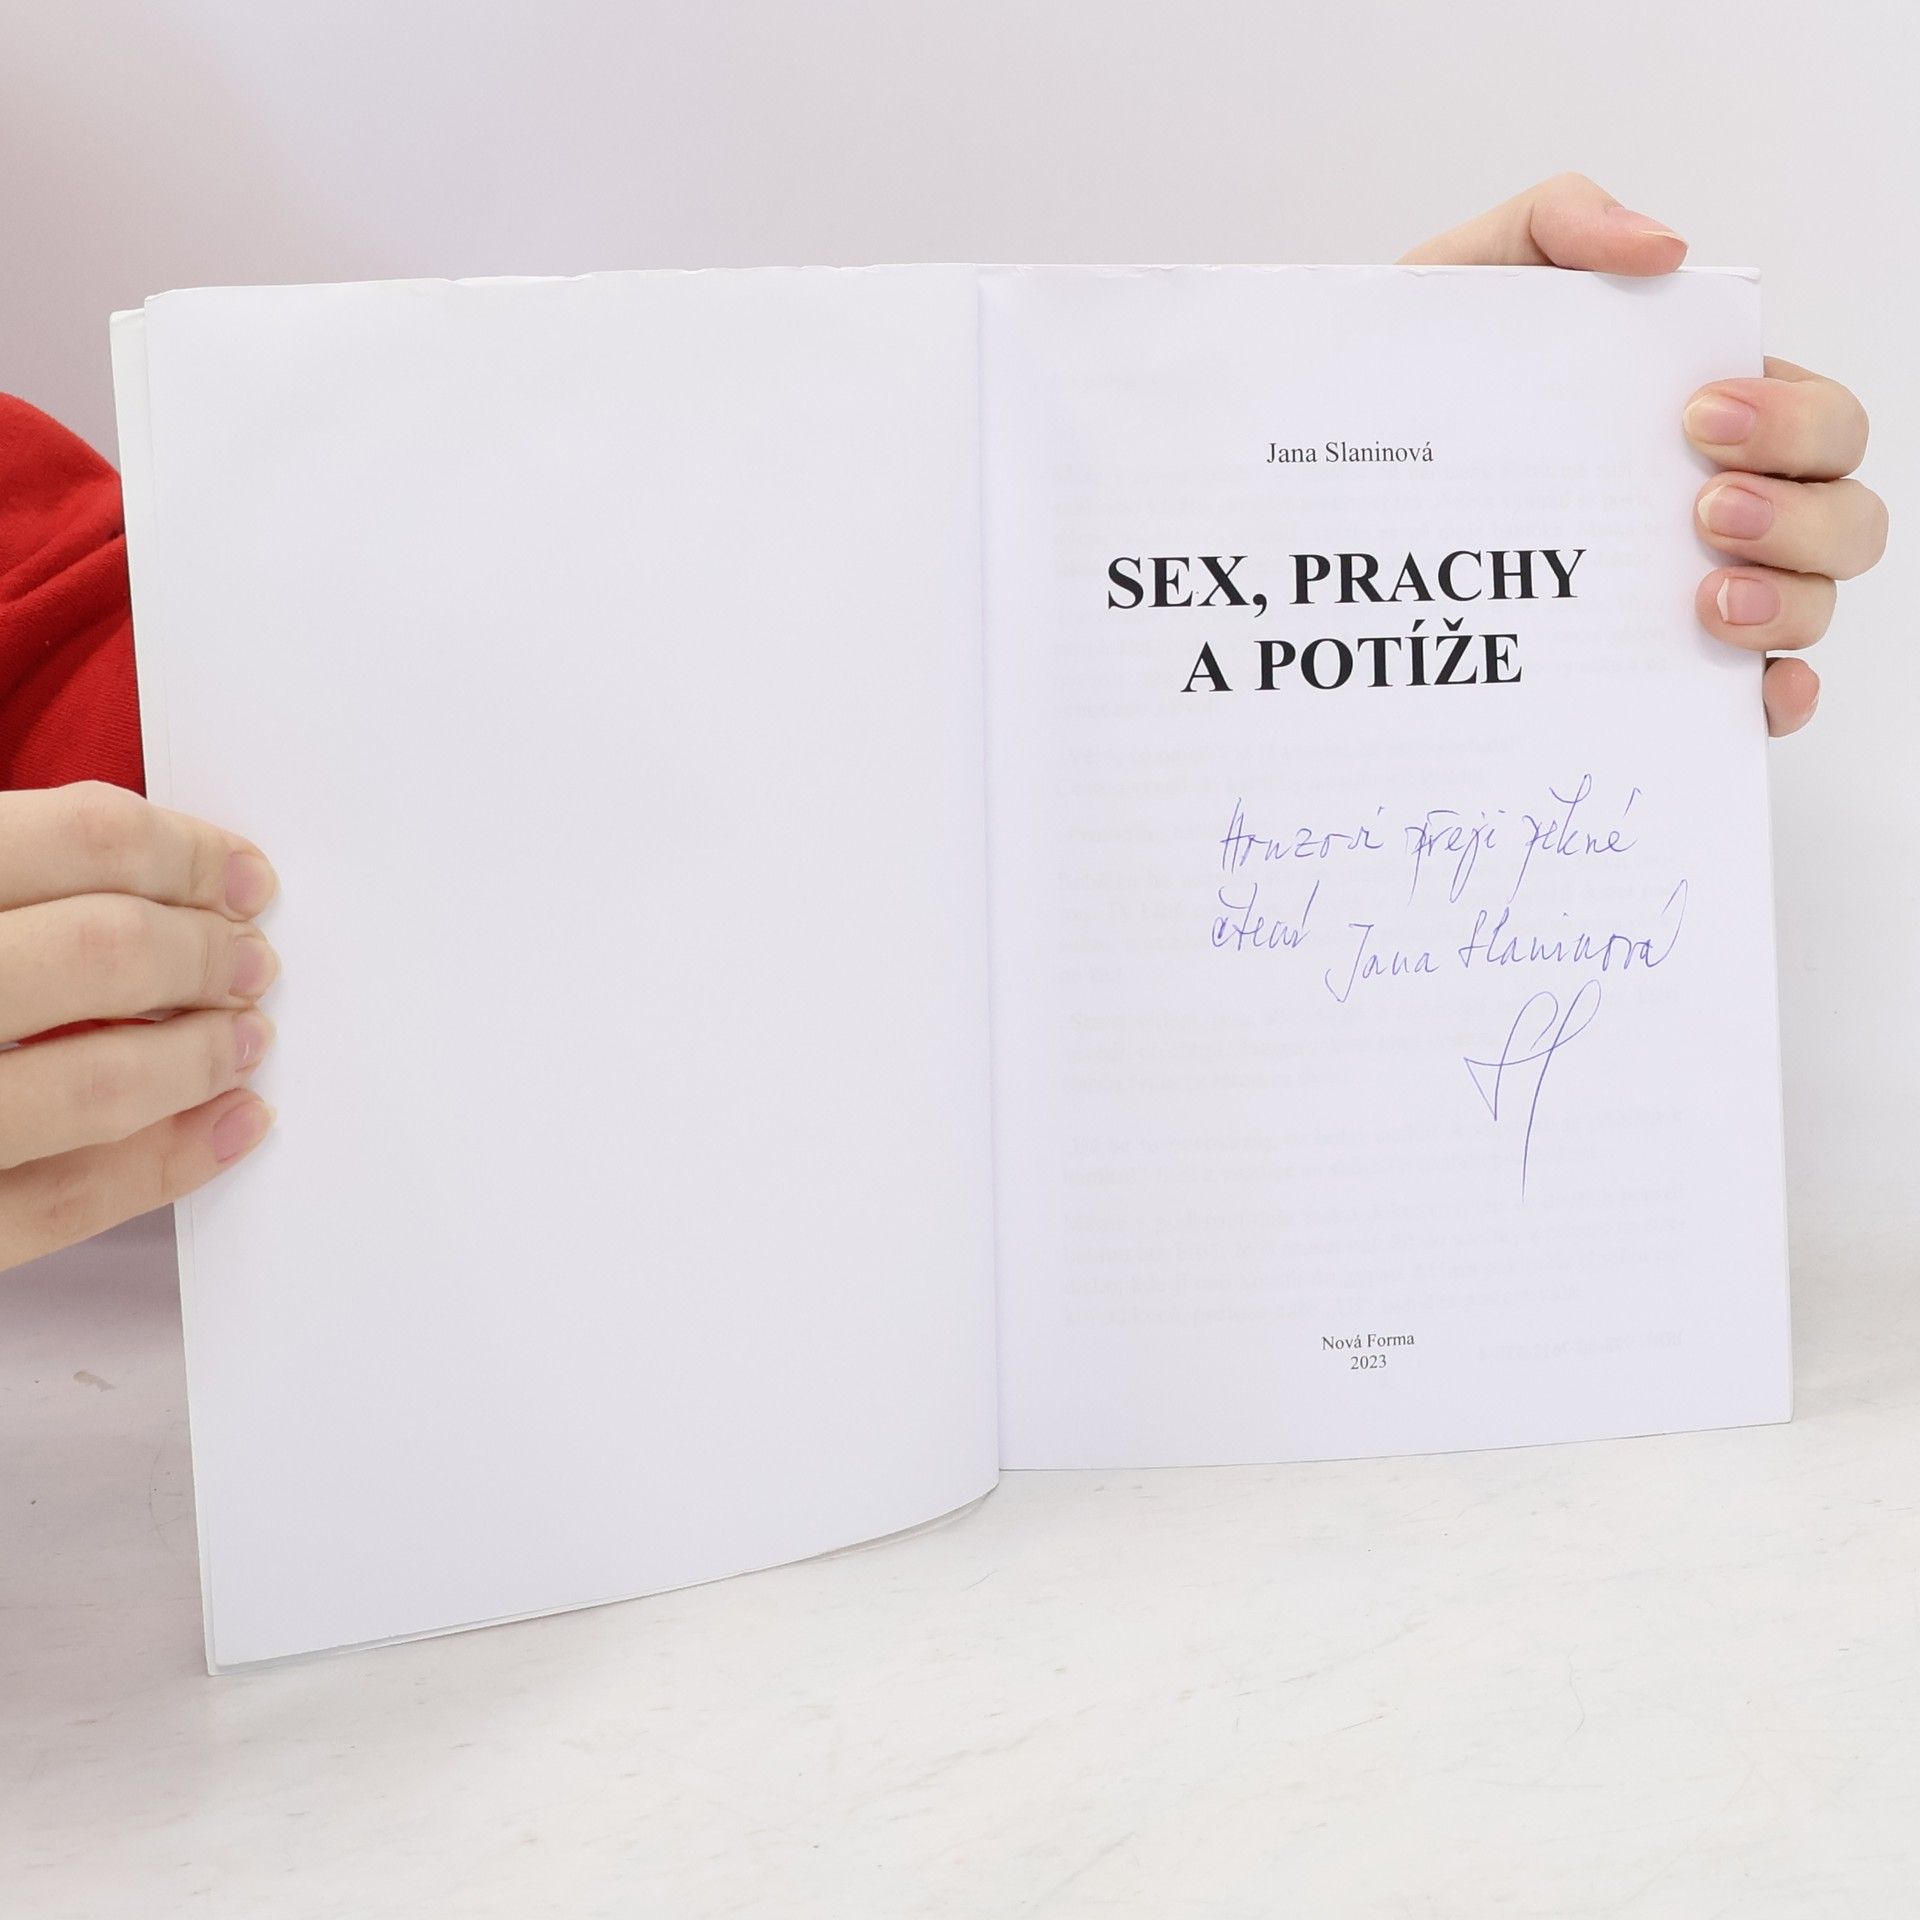 Jana Slaninová
SEX, PRACHY
A POTÍŽE
Honzovi přeji pěkné
čtení Jana Slaninová
Nová Forma
2023